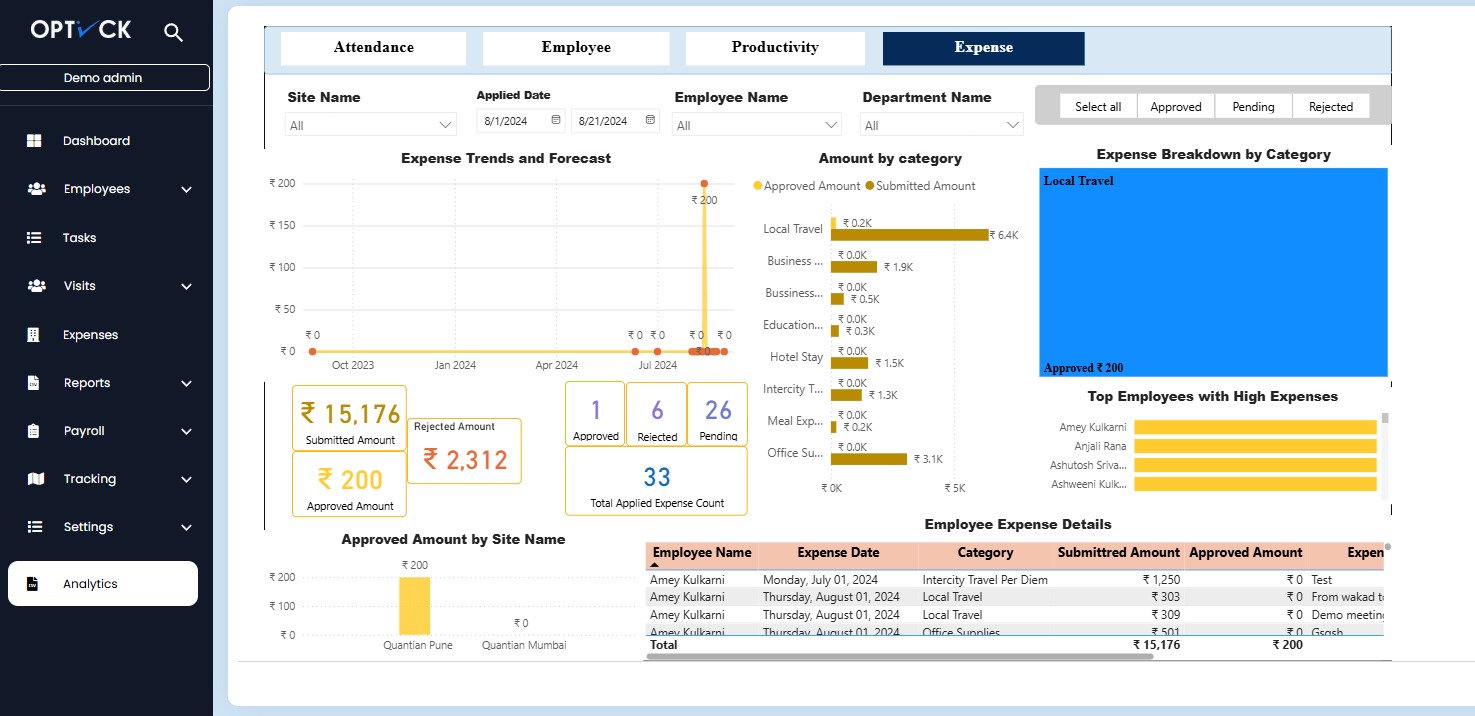 OPTICK
Demo admin
Dashboard
Employees
Tasks
Visits
Expenses
Reports
Payroll
Tracking
Settings
Analytics
Attendance
Employee
Productivity
Expense
Site Name
All
Applied Date
8/1/2024
8/21/2024
Employee Name
All
Department Name
All
Select all
Approved
Pending
Rejected
Expense Trends and Forecast
₹ 200
₹ 150
₹ 100
₹ 50
₹ 0
₹ 200
₹ 0
₹ 0
₹ 0
₹ 0
₹ 0
₹ 0
Oct 2023
Jan 2024
Apr 2024
Jul 2024
₹ 15,176
Submitted Amount
₹ 200
Approved Amount
Rejected Amount
₹ 2,312
1
Approved
6
Rejected
26
Pending
33
Total Applied Expense Count
Amount by category
Approved Amount
Submitted Amount
Local Travel ₹ 0.2K ₹ 6.4K
Business ... ₹ 0.0K ₹ 1.9K
Bussiness... ₹ 0.0K ₹ 0.5K
Education... ₹ 0.0K ₹ 0.3K
Hotel Stay ₹ 0.0K ₹ 1.5K
Intercity T... ₹ 0.0K ₹ 1.3K
Meal Exp... ₹ 0.0K ₹ 0.2K
Office Su... ₹ 0.0K ₹ 3.1K
₹ 0K ₹ 5K
Expense Breakdown by Category
Local Travel
Approved ₹ 200
Top Employees with High Expenses
Amey Kulkarni
Anjali Rana
Ashutosh Sriva...
Ashweeni Kulk...
Approved Amount by Site Name
₹ 200
₹ 100
₹ 0
₹ 200
₹ 0
Quantian Pune
Quantian Mumbai
Employee Expense Details
Employee Name Expense Date Category Submittred Amount Approved Amount Expen
Amey Kulkarni Monday, July 01, 2024 Intercity Travel Per Diem ₹ 1,250 ₹ 0 Test
Amey Kulkarni Thursday, August 01, 2024 Local Travel ₹ 303 ₹ 0 From wakad t
Amey Kulkarni Thursday, August 01, 2024 Local Travel ₹ 309 ₹ 0 Demo meeting
Amey Kulkarni Thursday, August 01, 2024 Office Supplies ₹ 501 ₹ 0 Gsgsh
Total ₹ 15,176 ₹ 200